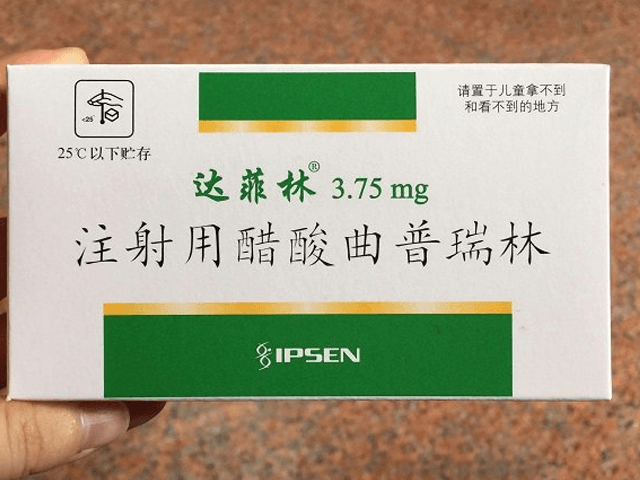 <25°
25℃以下贮存
请置于儿童拿不到
和看不到的地方
达菲林® 3.75 mg
注射用醋酸曲普瑞林
IPSEN